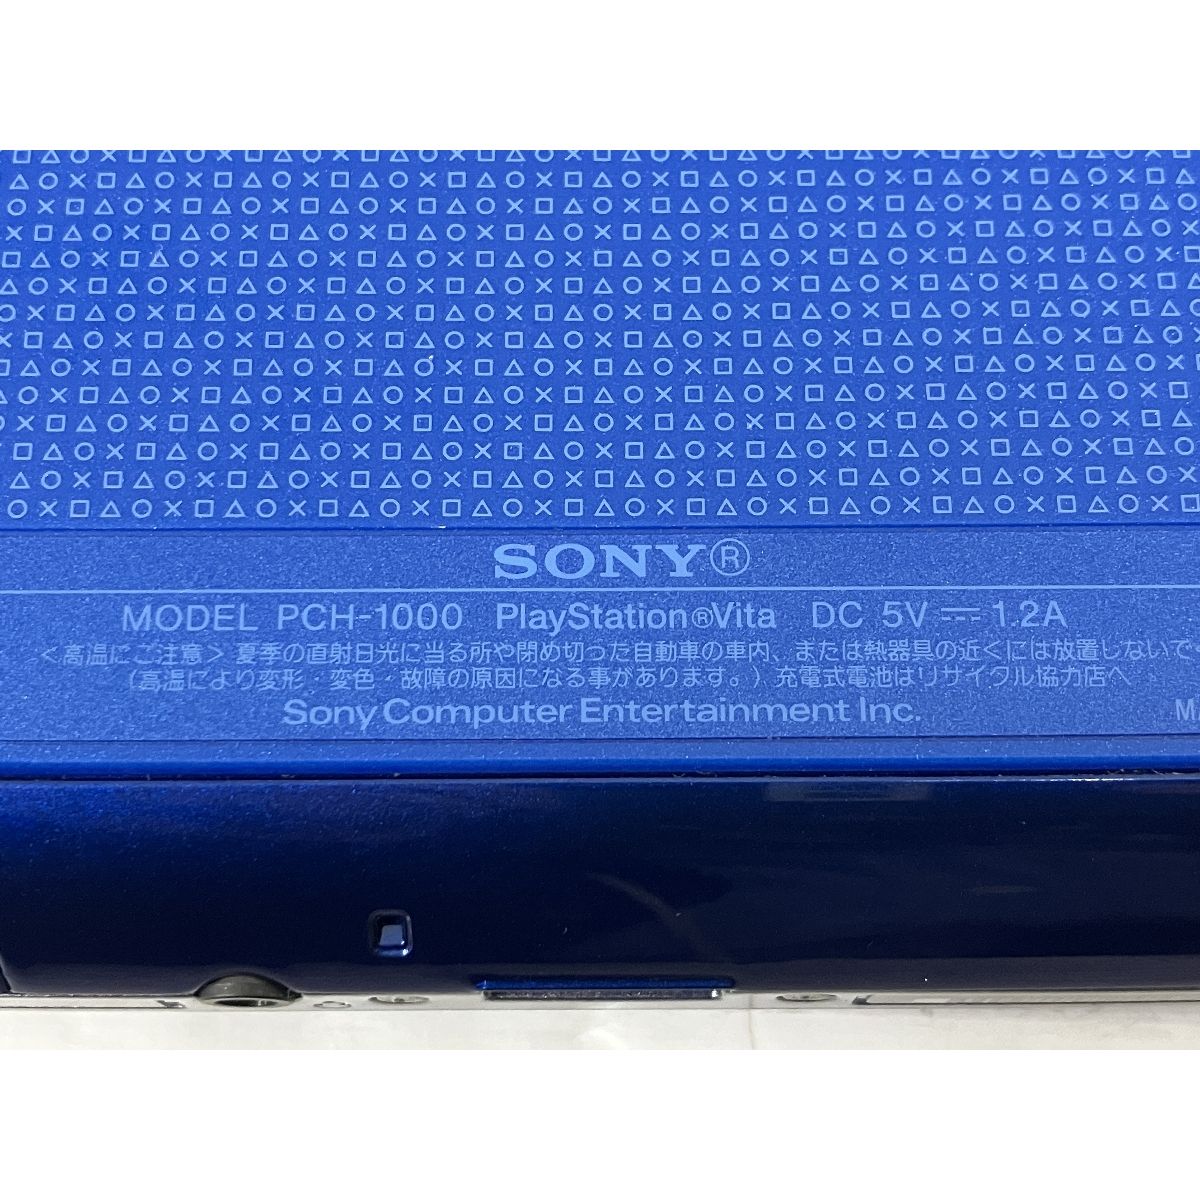 SONY®
MODEL PCH-1000 PlayStation®Vita DC 5V ⎓ 1.2A
<高温にご注意> 夏季の直射日光に当る所や閉め切った自動車の車内、または熱器具の近くには放置しないで
(高温により変形・変色・故障の原因になる事があります。) 充電式電池はリサイクル協力店へ
Sony Computer Entertainment Inc.
M